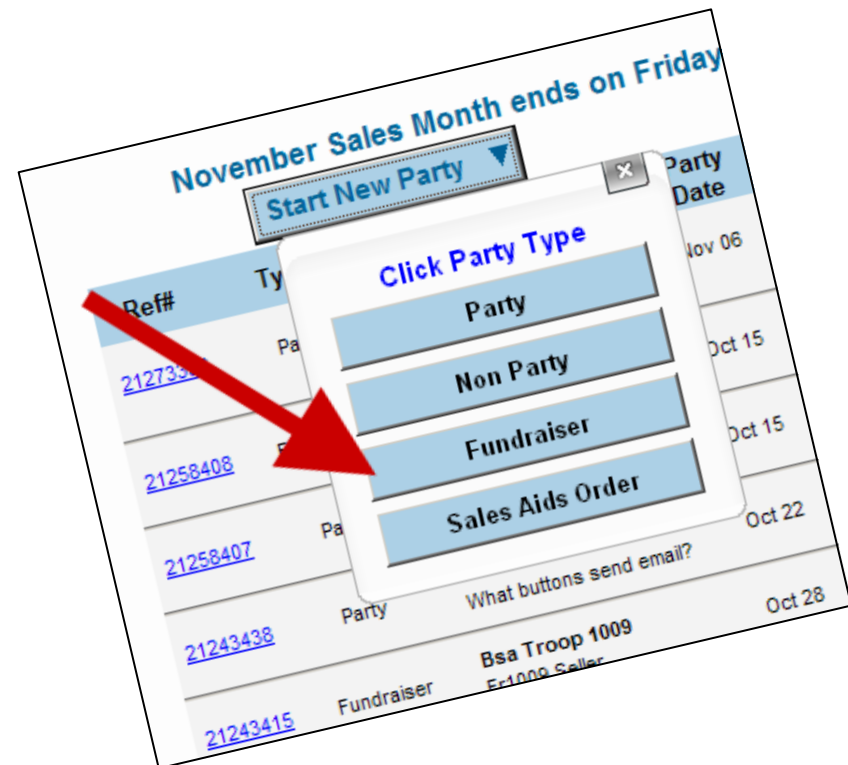 November Sales Month ends on Friday
Start New Party
Party
Date
Ref#
Click Party Type
Party
Non Party
Fundraiser
Sales Aids Order
Nov 06
Oct 15
21258408
Oct 15
21258407
Oct 22
21243438 Party What buttons send email?
Oct 28
21243415 Fundraiser Bsa Troop 1009
Fr1009 Seller